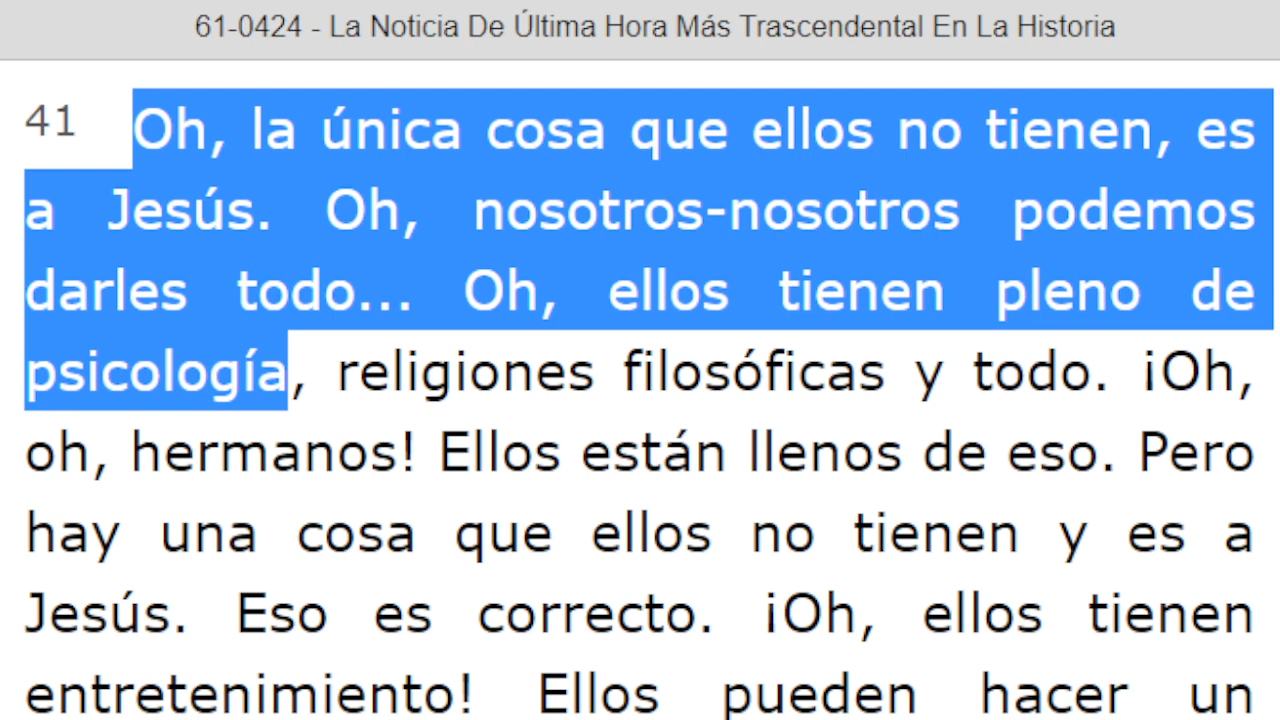 61-0424 - La Noticia De Última Hora Más Trascendental En La Historia
41 Oh, la única cosa que ellos no tienen, es
a Jesús. Oh, nosotros-nosotros podemos
darles todo... Oh, ellos tienen pleno de
psicología, religiones filosóficas y todo. ¡Oh,
oh, hermanos! Ellos están llenos de eso. Pero
hay una cosa que ellos no tienen y es a
Jesús. Eso es correcto. ¡Oh, ellos tienen
entretenimiento! Ellos pueden hacer un